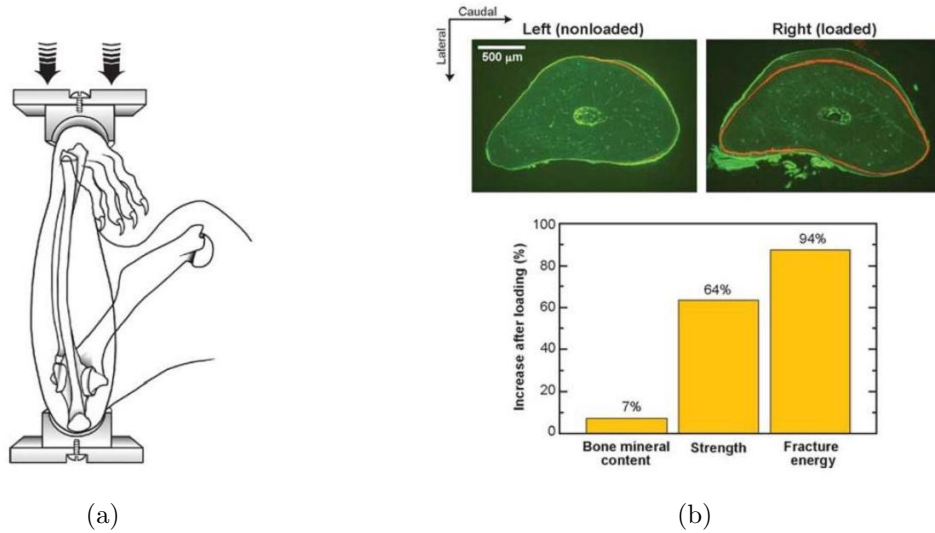 Caudal
Lateral
Left (nonloaded)
Right (loaded)
500 µm
Increase after loading (%)
100
80
60
40
20
0
7%
64%
94%
Bone mineral
content
Strength
Fracture
energy
(a)
(b)